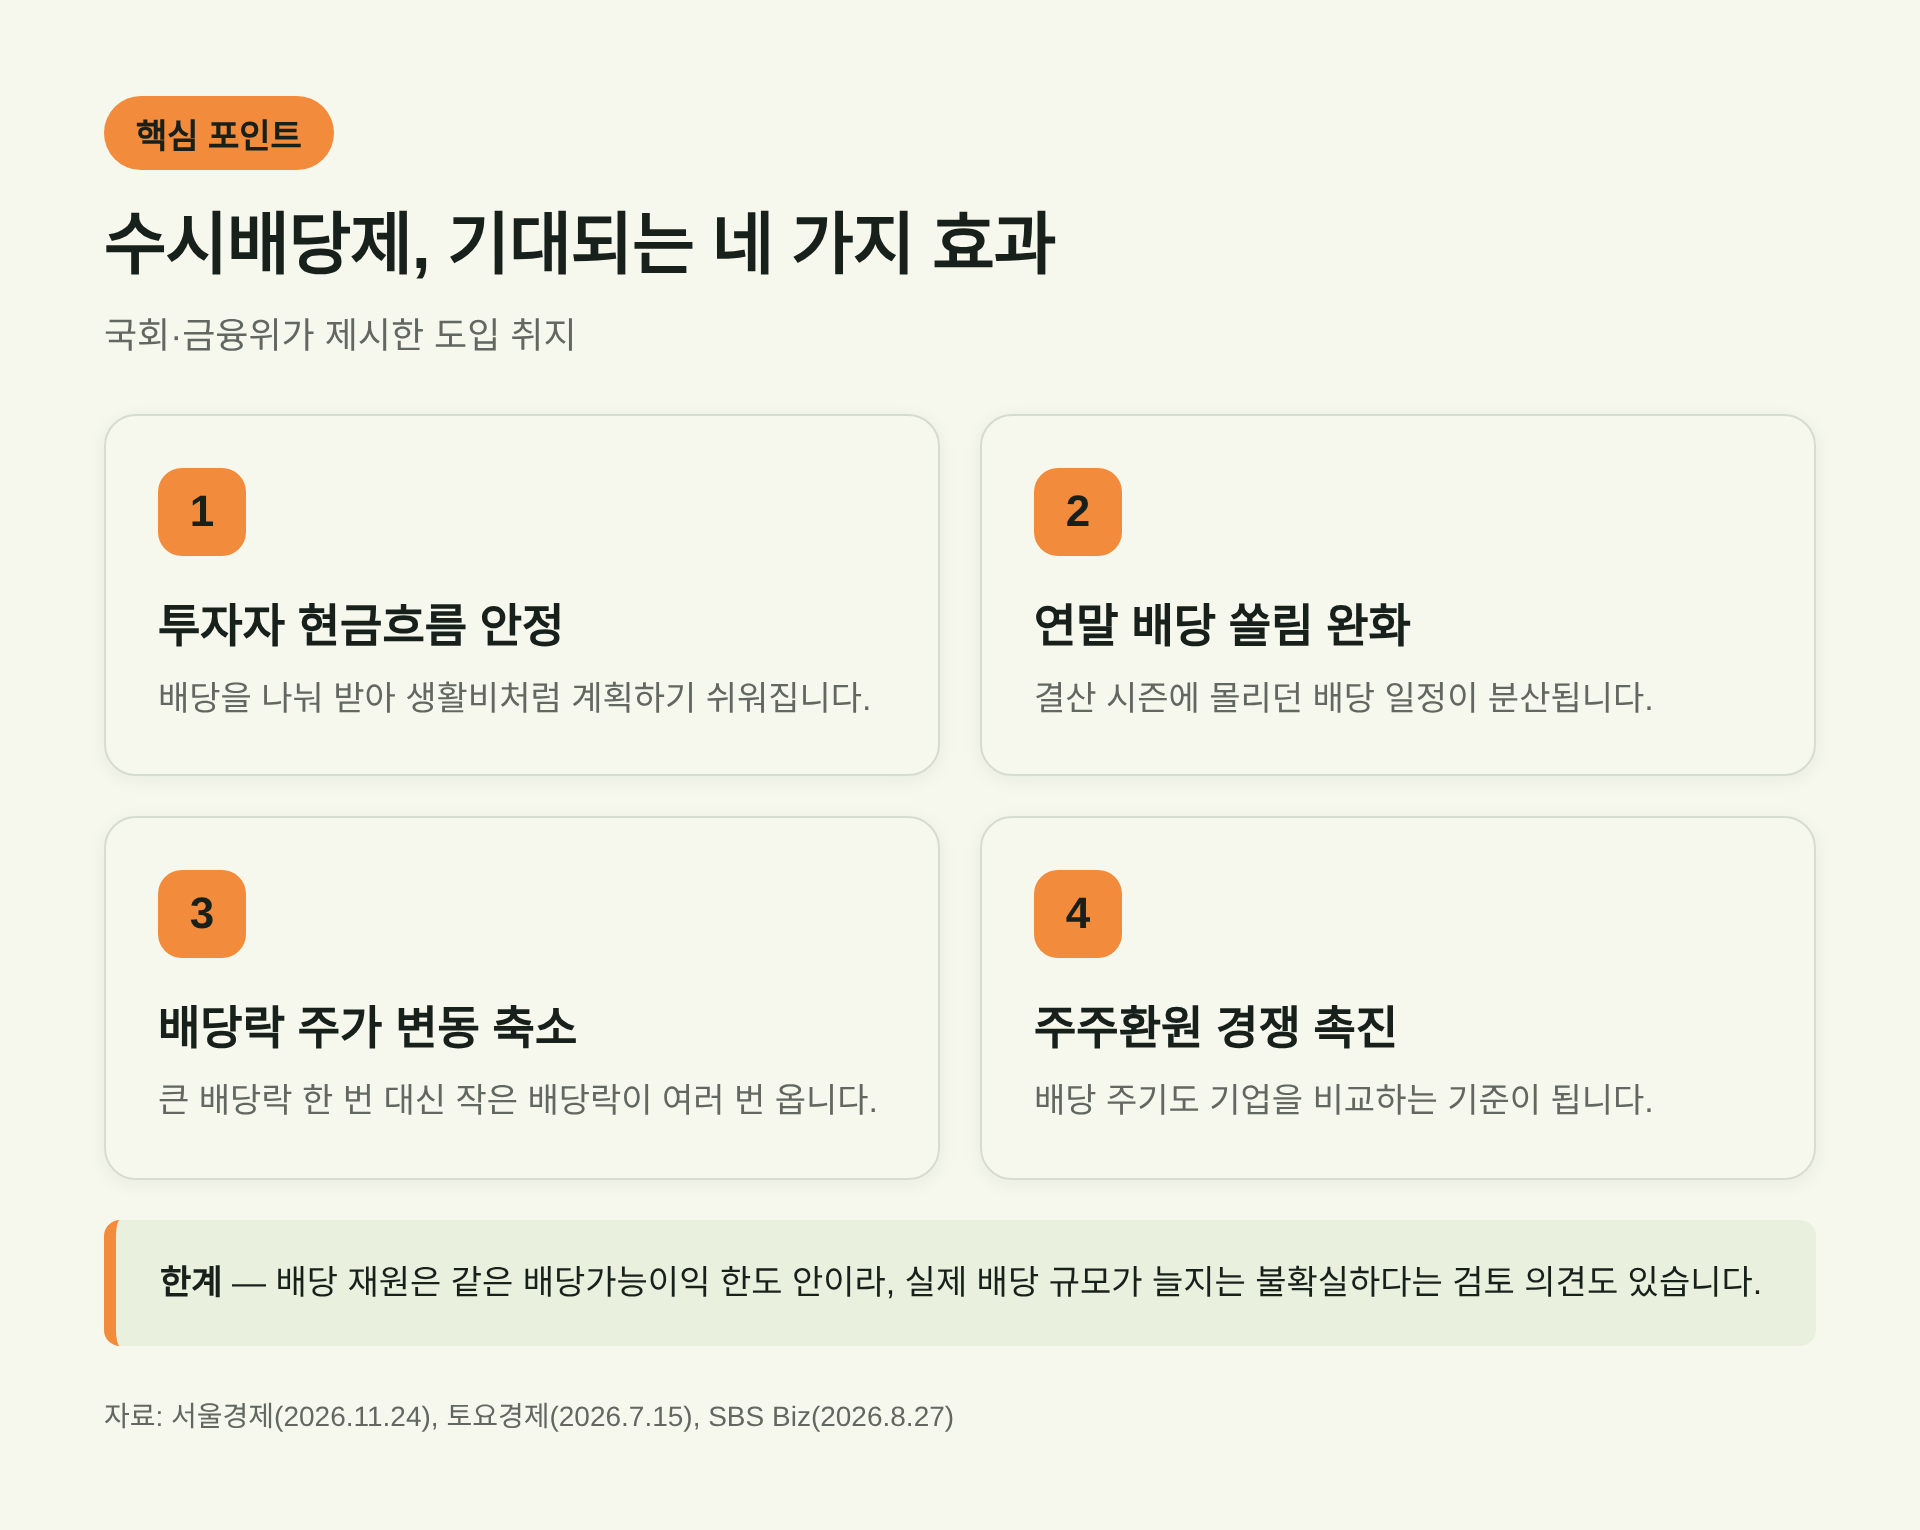 핵심 포인트
수시배당제, 기대되는 네 가지 효과
국회·금융위가 제시한 도입 취지
1
투자자 현금흐름 안정
배당을 나눠 받아 생활비처럼 계획하기 쉬워집니다.
2
연말 배당 쏠림 완화
결산 시즌에 몰리던 배당 일정이 분산됩니다.
3
배당락 주가 변동 축소
큰 배당락 한 번 대신 작은 배당락이 여러 번 옵니다.
4
주주환원 경쟁 촉진
배당 주기도 기업을 비교하는 기준이 됩니다.
한계 — 배당 재원은 같은 배당가능이익 한도 안이라, 실제 배당 규모가 늘지는 불확실하다는 검토 의견도 있습니다.
자료: 서울경제(2026.11.24), 토요경제(2026.7.15), SBS Biz(2026.8.27)